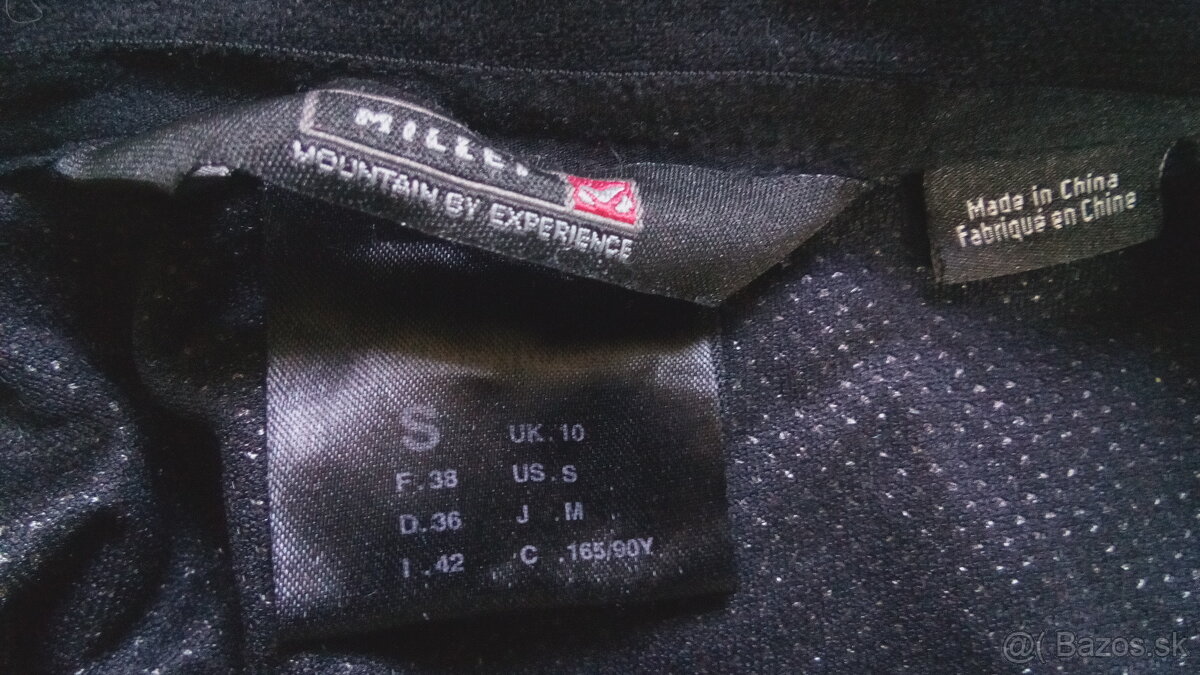 MILLET
MOUNTAIN BY EXPERIENCE
Made in China
Fabriqué en Chine
S UK.10
F.38 US.S
D.36 J.M
I.42 C.165/90Y
@( Bazos.sk